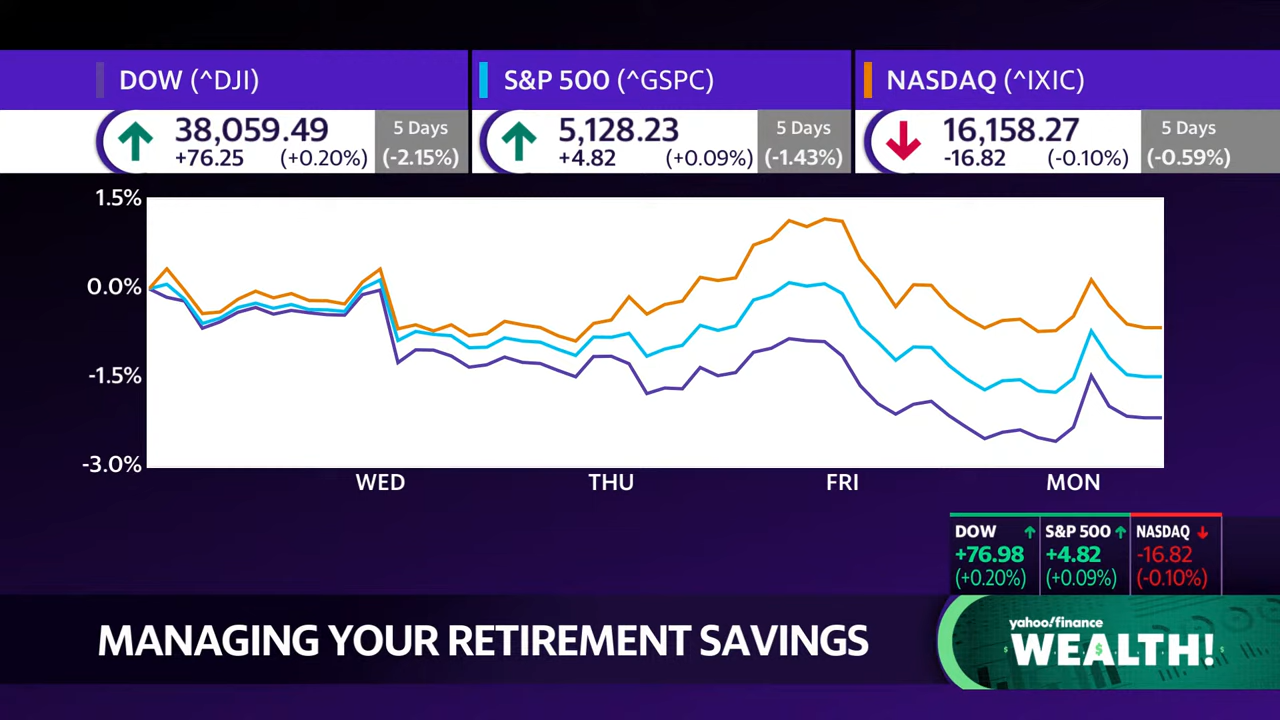 DOW (^DJI)
38,059.49
+76.25 (+0.20%)
5 Days
(-2.15%)
S&P 500 (^GSPC)
5,128.23
+4.82 (+0.09%)
5 Days
(-1.43%)
NASDAQ (^IXIC)
16,158.27
-16.82 (-0.10%)
5 Days
(-0.59%)
1.5%
0.0%
-1.5%
-3.0%
WED THU FRI MON
DOW
+76.98
(+0.20%)
S&P 500
+4.82
(+0.09%)
NASDAQ
-16.82
(-0.10%)
MANAGING YOUR RETIREMENT SAVINGS
yahoo!finance
WEALTH!